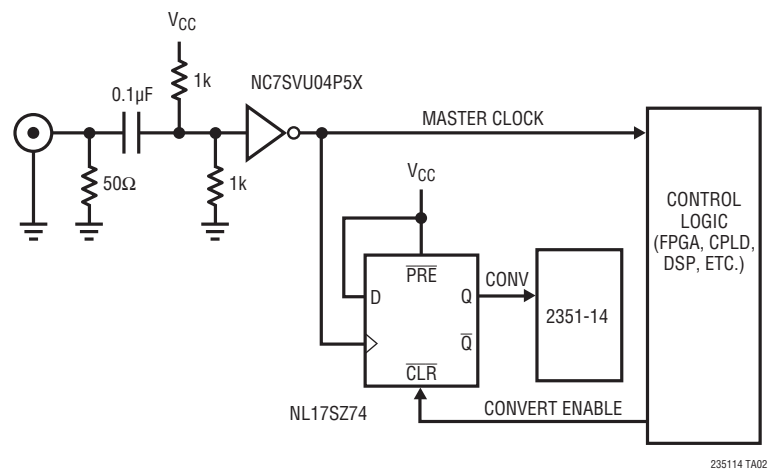 V_CC
1k
NC7SVU04P5X
0.1µF
MASTER CLOCK
50Ω
1k
V_CC
CONTROL
LOGIC
(FPGA, CPLD,
DSP, ETC.)
PRE
CONV
D
Q
2351-14
Q
CLR
NL17SZ74
CONVERT ENABLE
235114 TA02